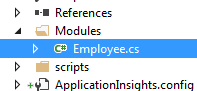 References
Modules
C# Employee.cs
scripts
ApplicationInsights.config